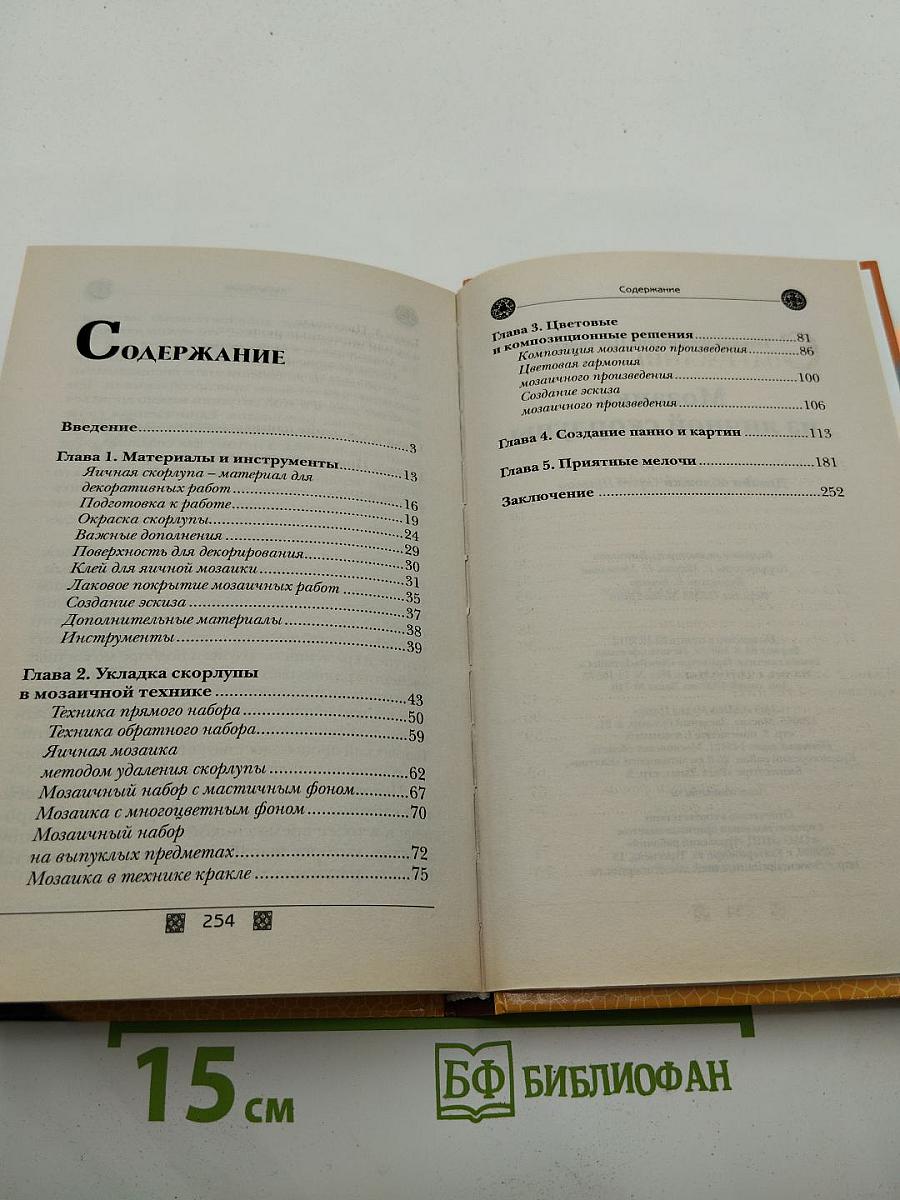 Содержание
Введение 3
Глава 1. Материалы и инструменты 13
Яичная скорлупа – материал для
декоративных работ 16
Подготовка к работе 19
Окраска скорлупы 24
Важные дополнения 29
Поверхность для декорирования 30
Клей для яичной мозаики 31
Лаковое покрытие мозаичных работ 35
Создание эскиза 37
Дополнительные материалы 38
Инструменты 39
Глава 2. Укладка скорлупы
в мозаичной технике 43
Техника прямого набора 50
Техника обратного набора 59
Яичная мозаика
методом удаления скорлупы 62
Мозаичный набор с мастичным фоном 67
Мозаика с многоцветным фоном 70
Мозаичный набор
на выпуклых предметах 72
Мозаика в технике кракле 75
254
Содержание
Глава 3. Цветовые
и композиционные решения 81
Композиция мозаичного произведения 86
Цветовая гармония
мозаичного произведения 100
Создание эскиза
мозаичного произведения 106
Глава 4. Создание панно и картин 113
Глава 5. Приятные мелочи 181
Заключение 252
15 см
БФ БИБЛИОФАН